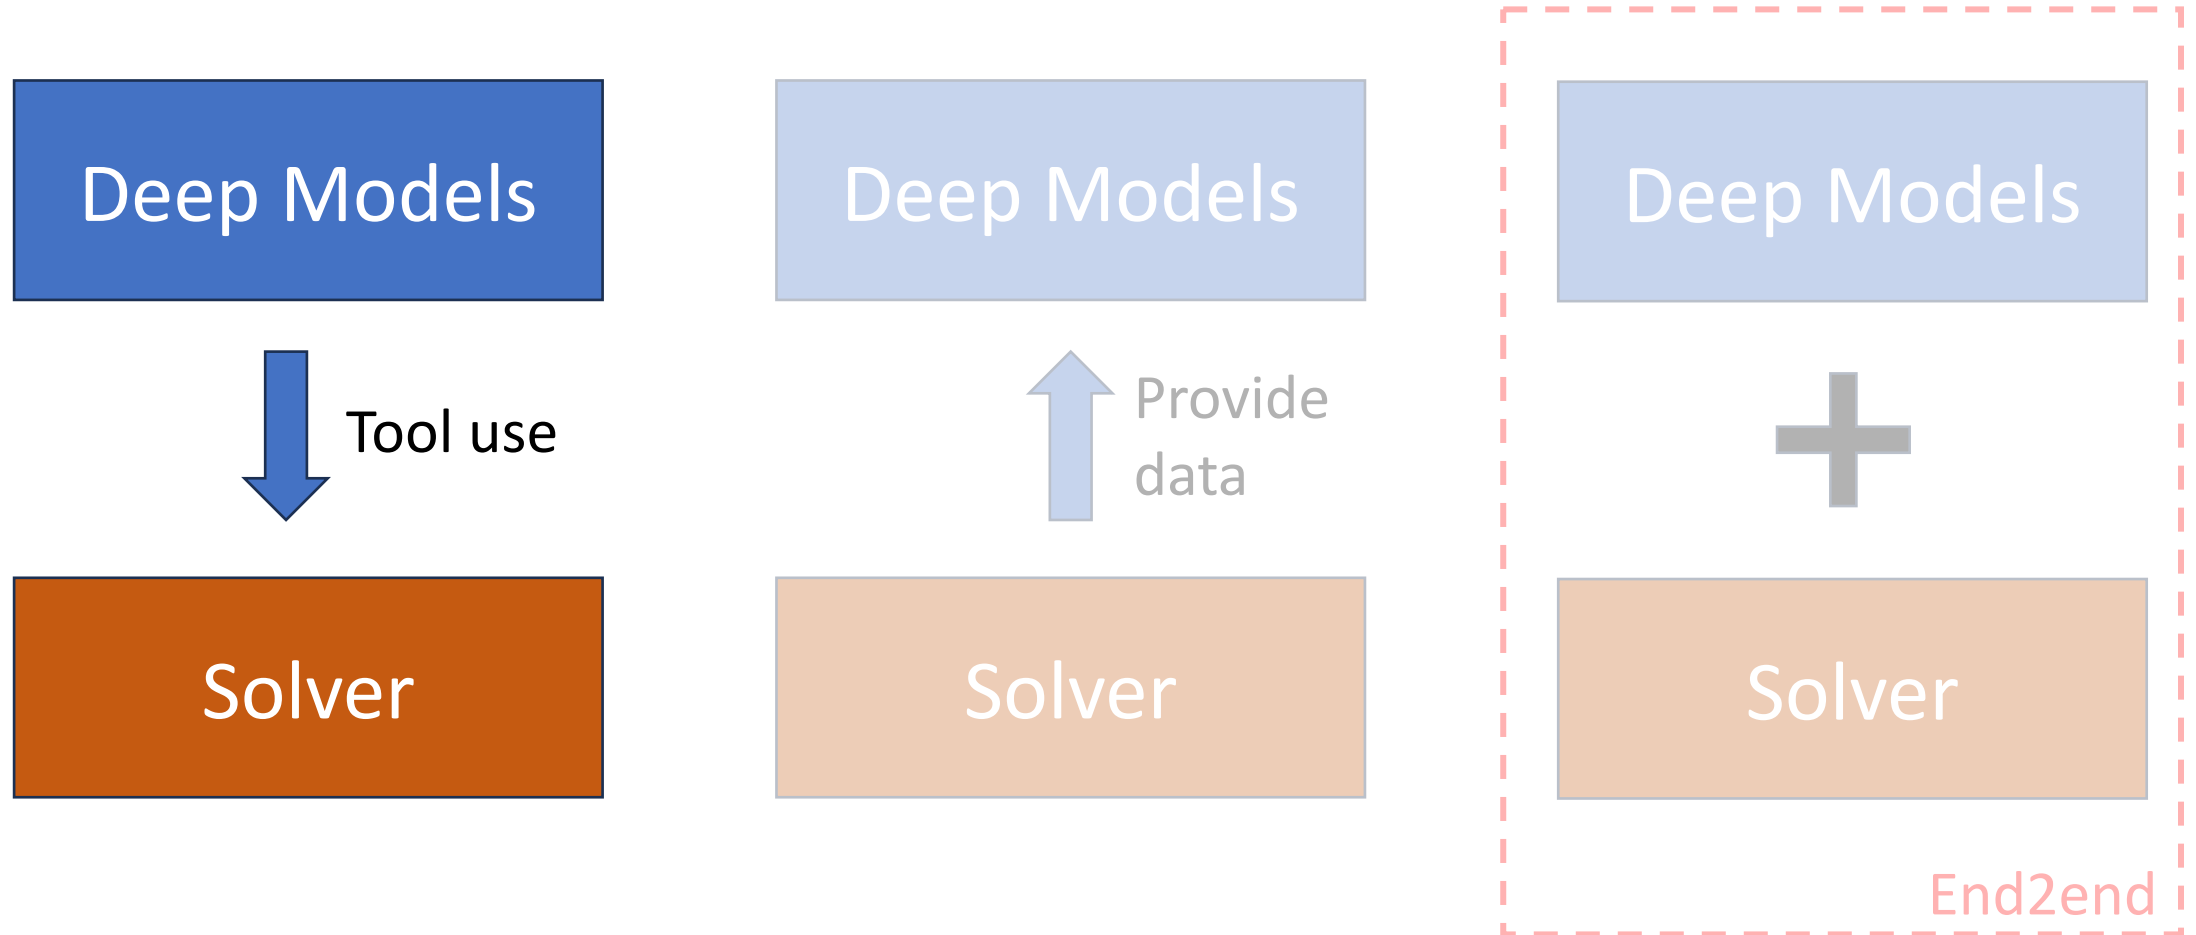 Deep Models
Tool use
Solver
Deep Models
Provide
data
Solver
Deep Models
Solver
End2end